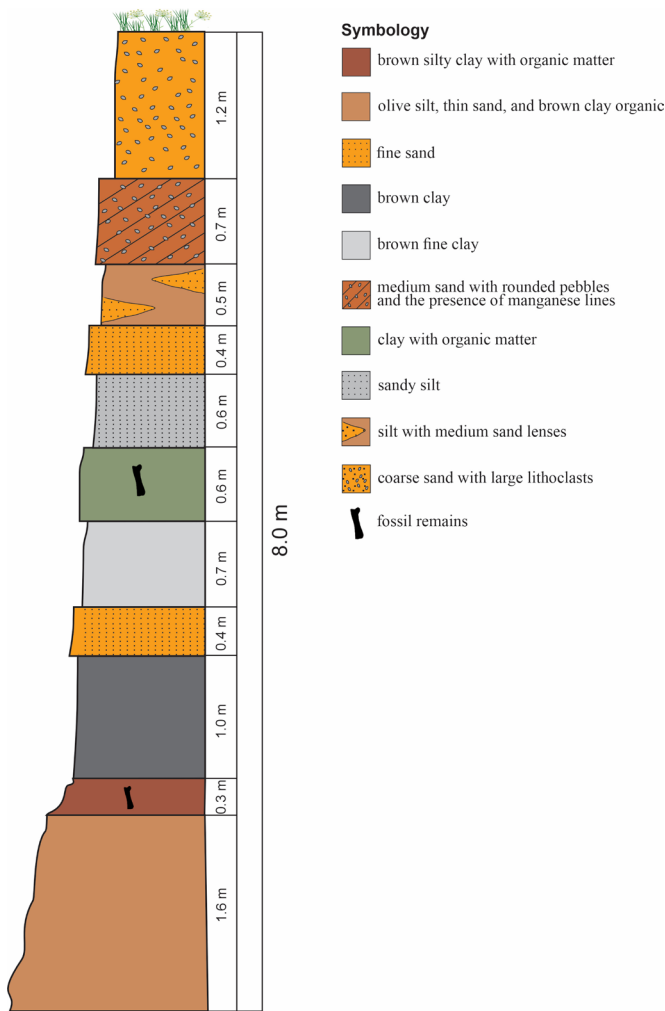 Symbology
brown silty clay with organic matter
olive silt, thin sand, and brown clay organic
fine sand
brown clay
brown fine clay
medium sand with rounded pebbles
and the presence of manganese lines
clay with organic matter
sandy silt
silt with medium sand lenses
coarse sand with large lithoclasts
fossil remains
1.2 m
0.7 m
0.5 m
0.4 m
0.6 m
0.6 m
0.7 m
0.4 m
1.0 m
0.3 m
1.6 m
8.0 m